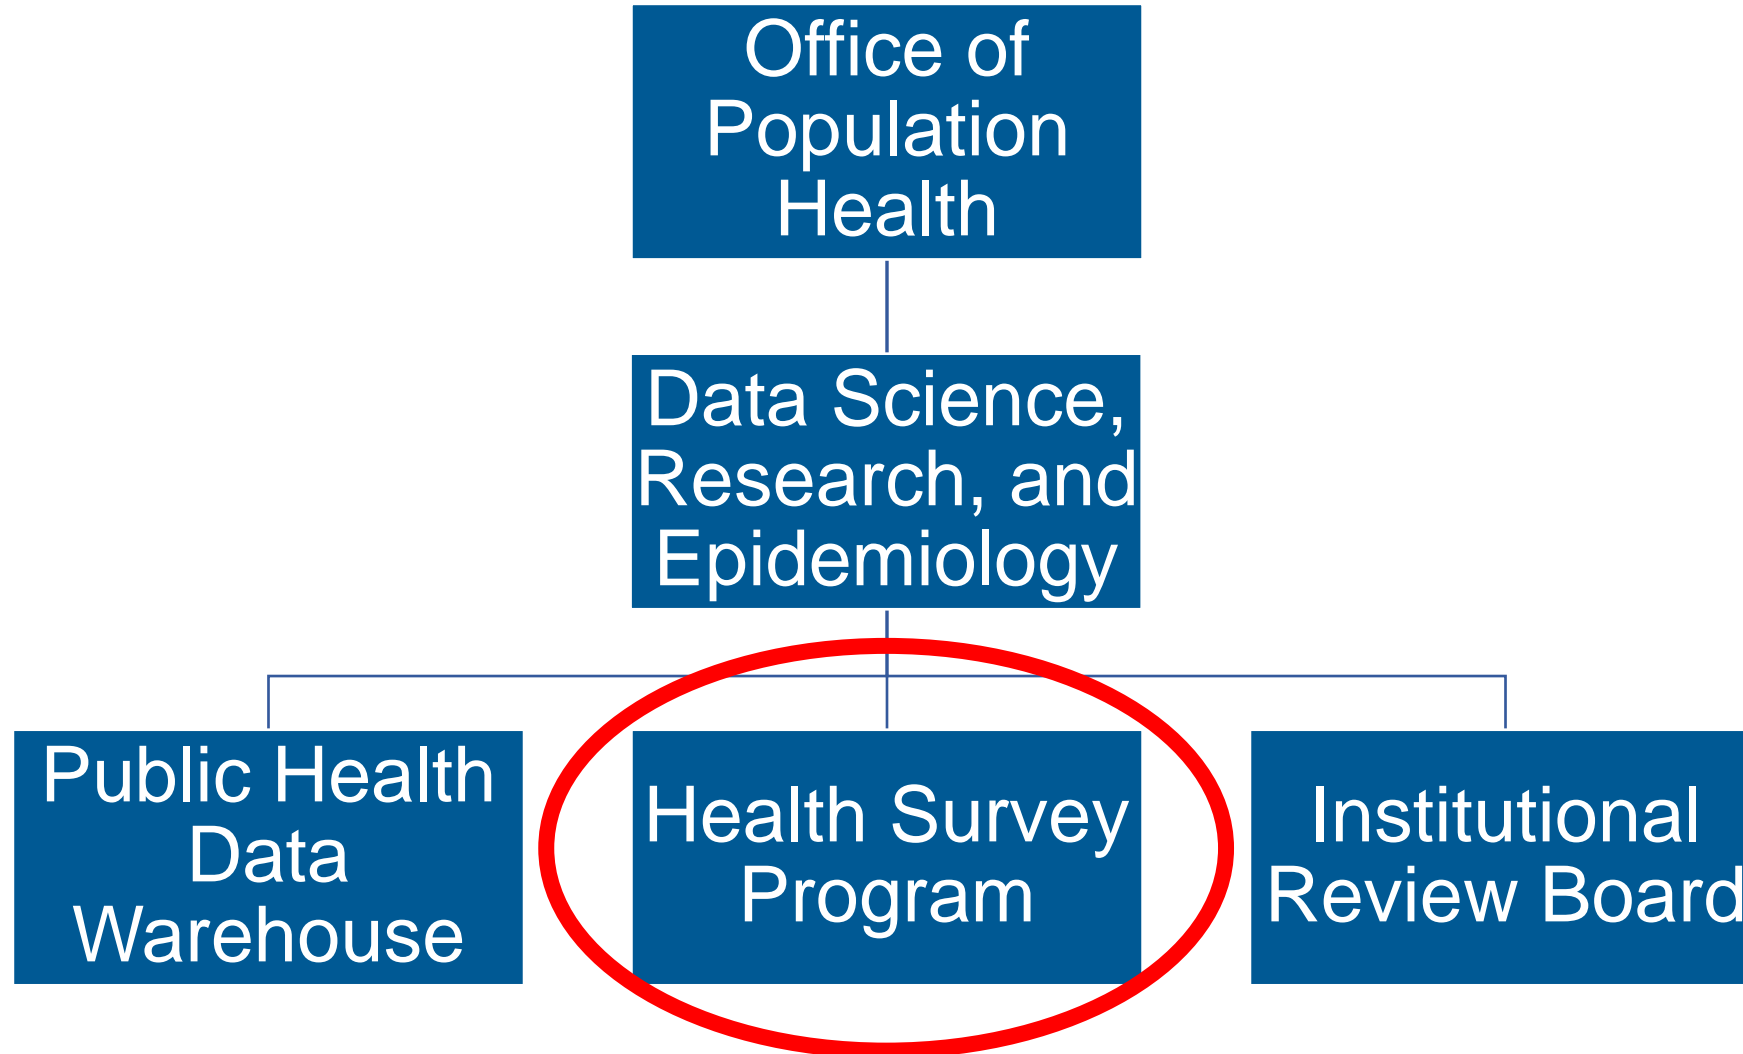 Office of
Population
Health
Data Science,
Research, and
Epidemiology
Public Health
Data
Warehouse
Health Survey
Program
Institutional
Review Board